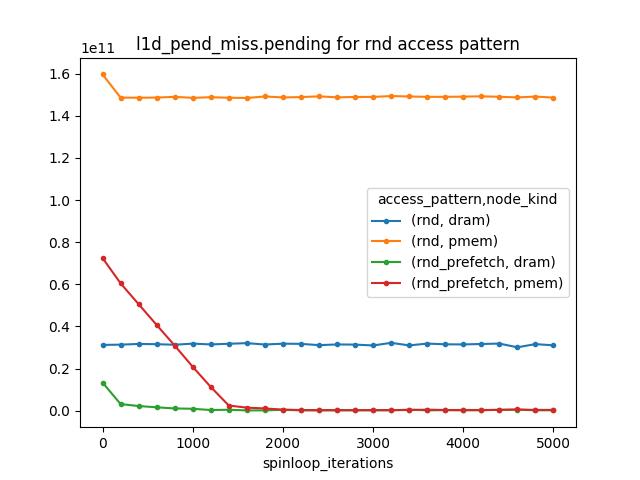 l1d_pend_miss.pending for rnd access pattern
1e11
1.6
1.4
1.2
1.0
0.8
0.6
0.4
0.2
0.0
access_pattern,node_kind
(rnd, dram)
(rnd, pmem)
(rnd_prefetch, dram)
(rnd_prefetch, pmem)
0 1000 2000 3000 4000 5000
spinloop_iterations